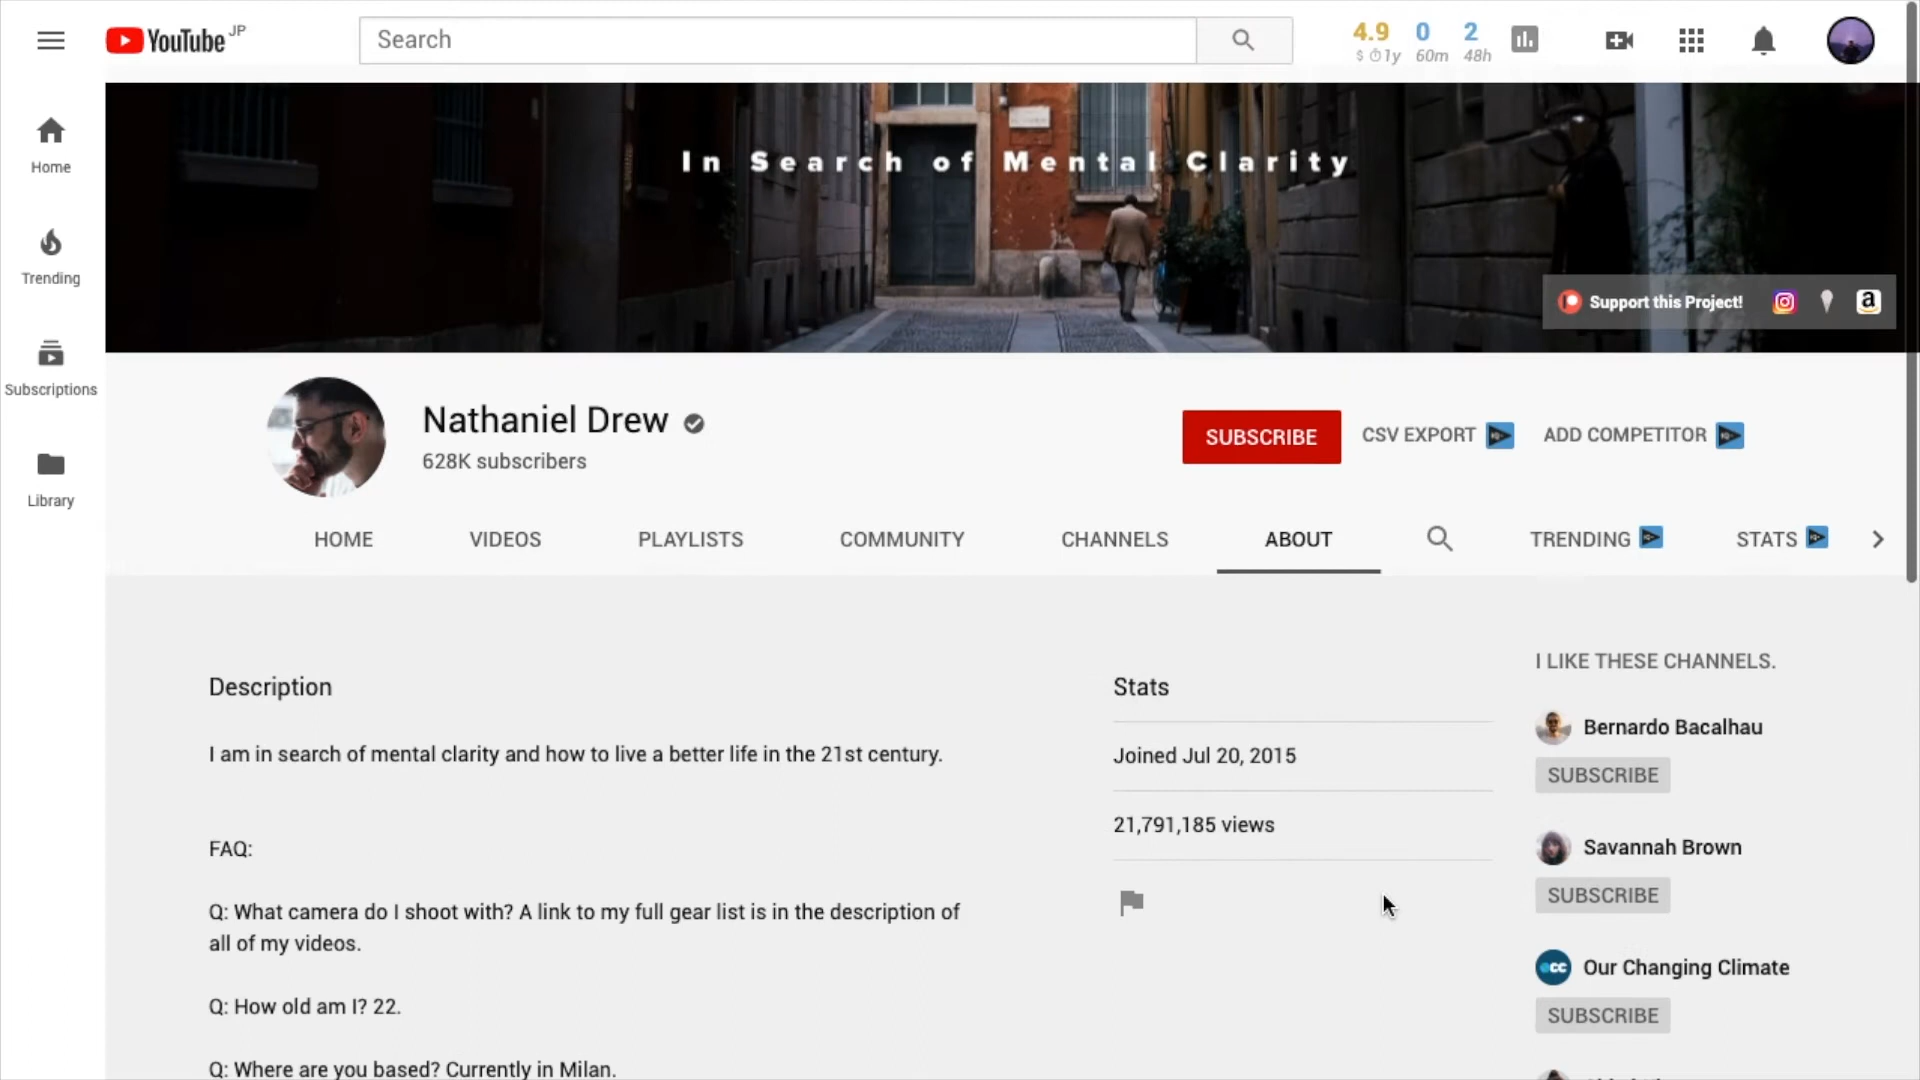 YouTube JP
Search
4.9 0 2
$ 1y 60m 48h
Home
Trending
Subscriptions
Library
In Search of Mental Clarity
Support this Project!
Nathaniel Drew
628K subscribers
SUBSCRIBE
CSV EXPORT
ADD COMPETITOR
HOME
VIDEOS
PLAYLISTS
COMMUNITY
CHANNELS
ABOUT
TRENDING
STATS
Description
I am in search of mental clarity and how to live a better life in the 21st century.
FAQ:
Q: What camera do I shoot with? A link to my full gear list is in the description of
all of my videos.
Q: How old am I? 22.
Q: Where are you based? Currently in Milan.
Stats
Joined Jul 20, 2015
21,791,185 views
I LIKE THESE CHANNELS.
Bernardo Bacalhau
SUBSCRIBE
Savannah Brown
SUBSCRIBE
occ
Our Changing Climate
SUBSCRIBE